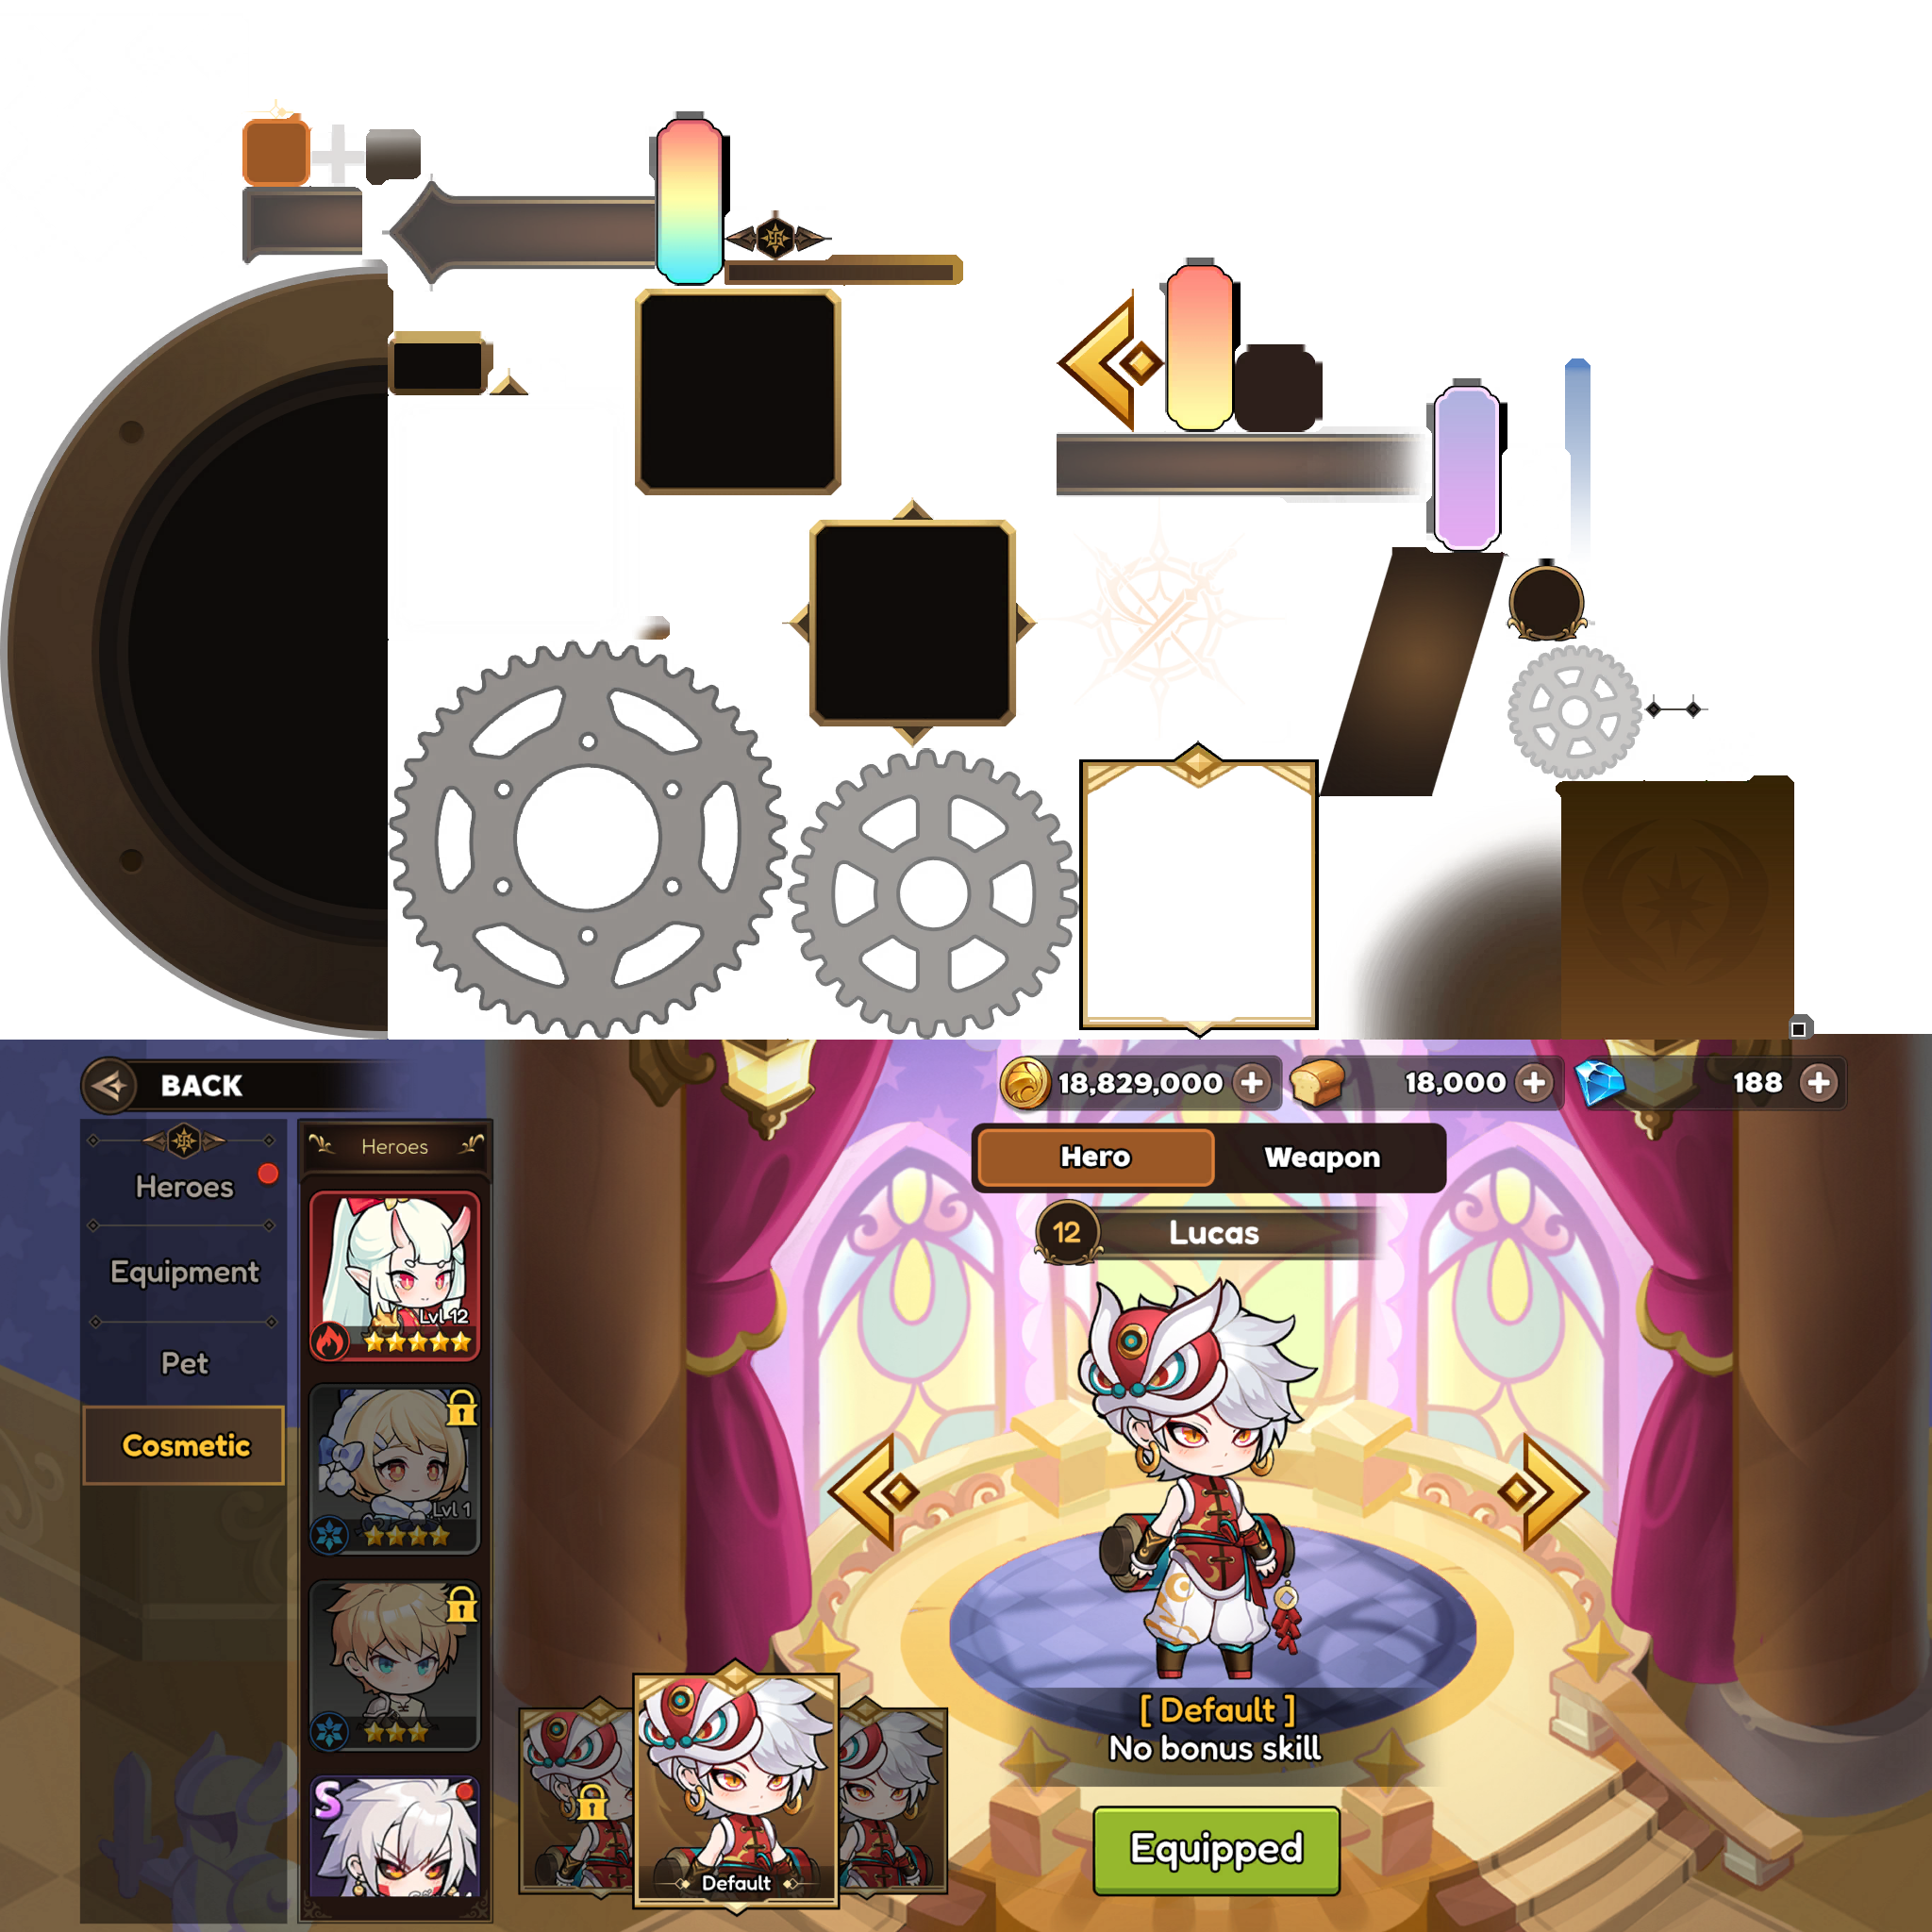 BACK
18,829,000
18,000
188
Heroes
Equipment
Pet
Cosmetic
Heroes
Lvl 12
Lvl 1
S
Hero
Weapon
12
Lucas
Default
[ Default ]
No bonus skill
Equipped